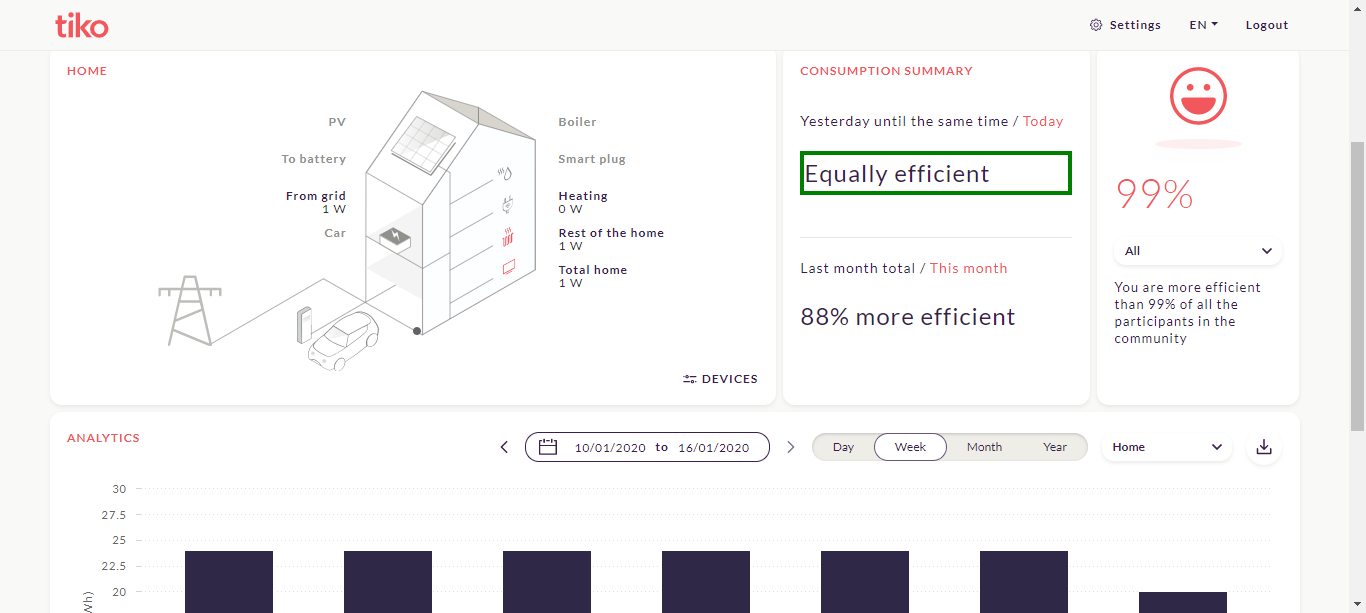 tiko
Settings
EN
Logout
HOME
PV
To battery
From grid
1 W
Car
Boiler
Smart plug
Heating
0 W
Rest of the home
1 W
Total home
1 W
DEVICES
CONSUMPTION SUMMARY
Yesterday until the same time / Today
Equally efficient
Last month total / This month
88% more efficient
99%
All
You are more efficient
than 99% of all the
participants in the
community
ANALYTICS
10/01/2020 to 16/01/2020
Day
Week
Month
Year
Home
30
27.5
25
22.5
20